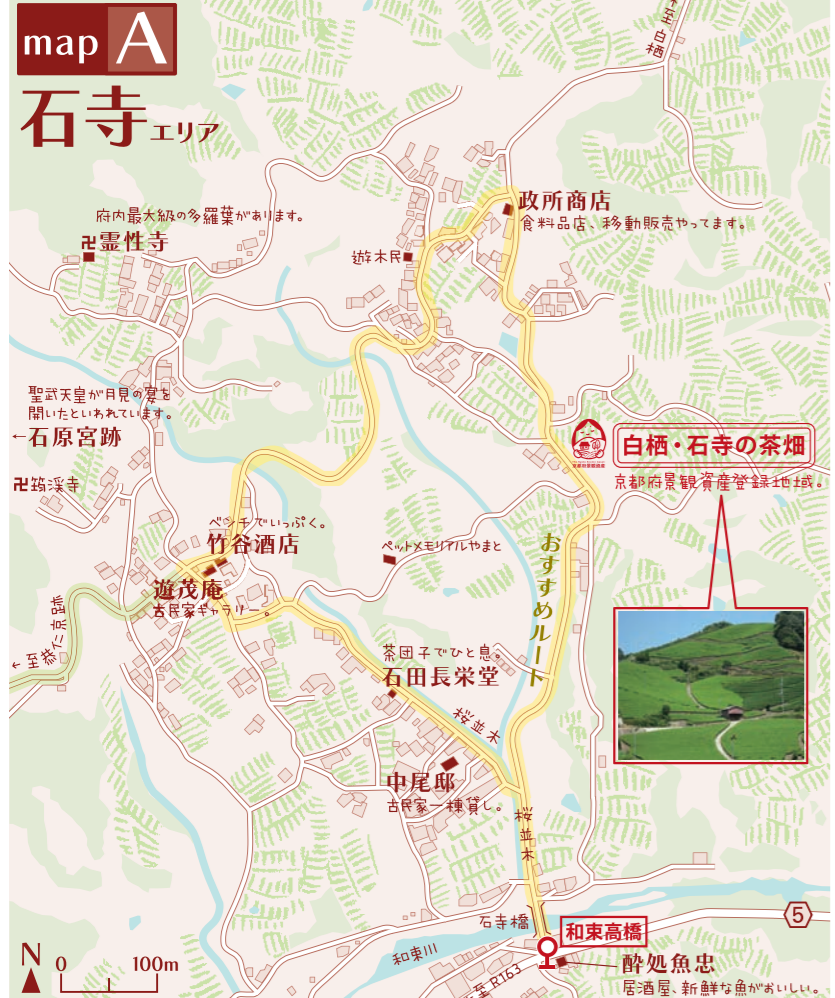 map A
石寺エリア
至白栖
政所商店
食料品店、移動販売やってます。
府内最大級の多羅葉があります。
卍霊性寺
遊木民
聖武天皇が月見の宴を
開いたといわれています。
←石原宮跡
白栖・石寺の茶畑
京都府景観資産登録地域。
卍筎渓寺
ベンチでいっぷく。
竹谷酒店
ペットメモリアルやまと
おすすめルート
遊茂庵
古民家ギャラリー。
←至恭仁京跡
茶団子でひと息。
石田長栄堂
桜並木
中尾邸
古民家一棟貸し。
桜並木
石寺橋
和束高橋
5
和束川
N
0 100m
至R163
酔処魚忠
居酒屋、新鮮な魚がおいしい。